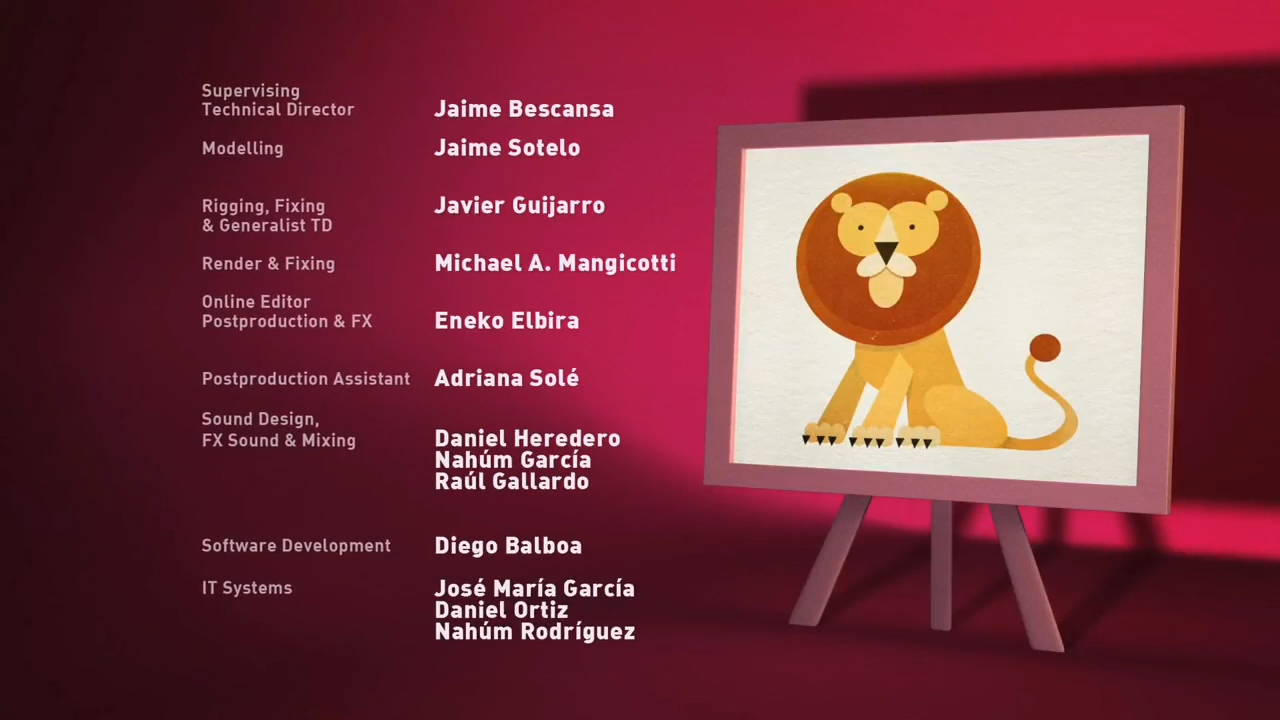 Supervising
Technical Director
Jaime Bescansa
Modelling
Jaime Sotelo
Rigging, Fixing
& Generalist TD
Javier Guijarro
Render & Fixing
Michael A. Mangicotti
Online Editor
Postproduction & FX
Eneko Elbira
Postproduction Assistant
Adriana Solé
Sound Design,
FX Sound & Mixing
Daniel Heredero
Nahúm García
Raúl Gallardo
Software Development
Diego Balboa
IT Systems
José María García
Daniel Ortiz
Nahúm Rodríguez